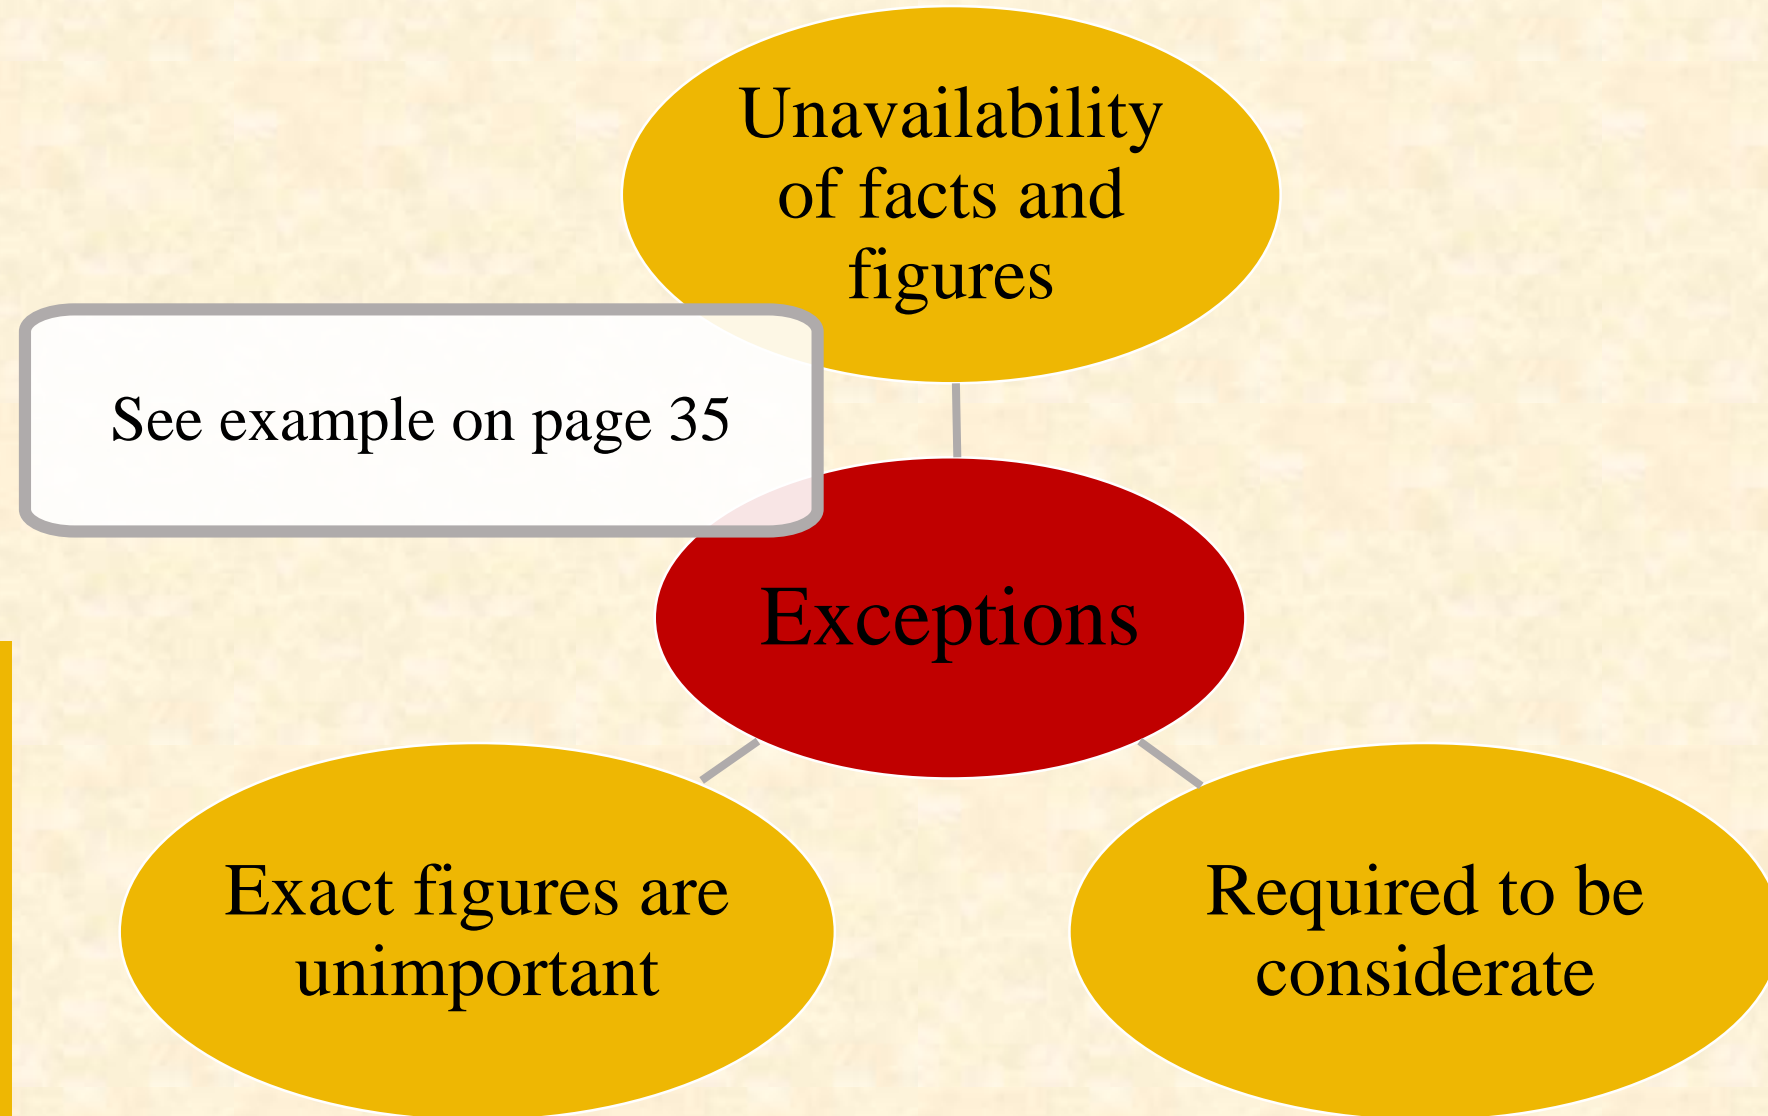 Unavailability
of facts and
figures
See example on page 35
Exceptions
Exact figures are
unimportant
Required to be
considerate